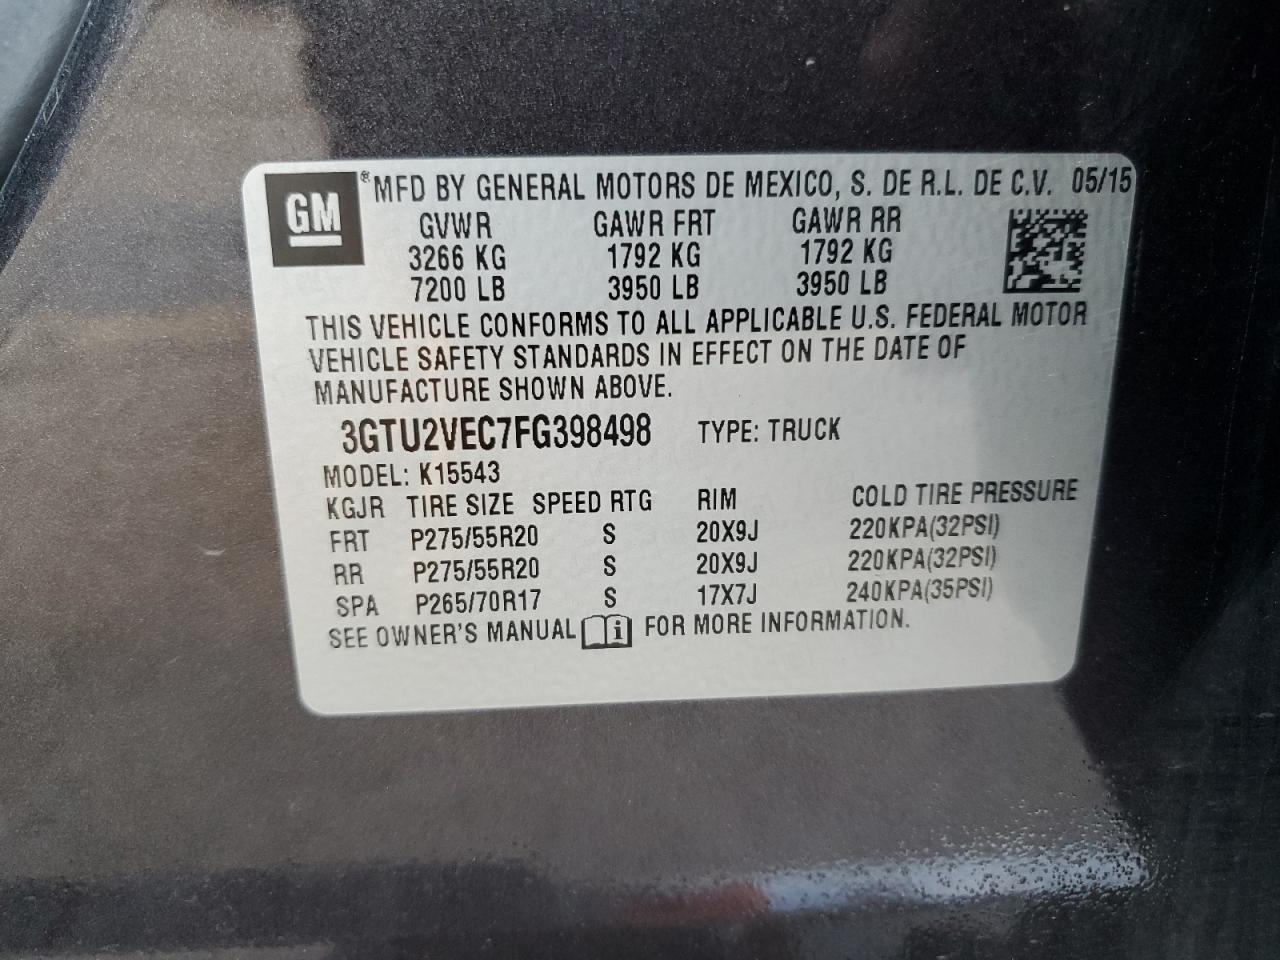 GM ® MFD BY GENERAL MOTORS DE MEXICO, S. DE R.L. DE C.V. 05/15
GVWR GAWR FRT GAWR RR
3266 KG 1792 KG 1792 KG
7200 LB 3950 LB 3950 LB
THIS VEHICLE CONFORMS TO ALL APPLICABLE U.S. FEDERAL MOTOR
VEHICLE SAFETY STANDARDS IN EFFECT ON THE DATE OF
MANUFACTURE SHOWN ABOVE.
3GTU2VEC7FG398498 TYPE: TRUCK
MODEL: K15543
KGJR TIRE SIZE SPEED RTG RIM COLD TIRE PRESSURE
FRT P275/55R20 S 20X9J 220KPA(32PSI)
RR P275/55R20 S 20X9J 220KPA(32PSI)
SPA P265/70R17 S 17X7J 240KPA(35PSI)
SEE OWNER'S MANUAL i FOR MORE INFORMATION.